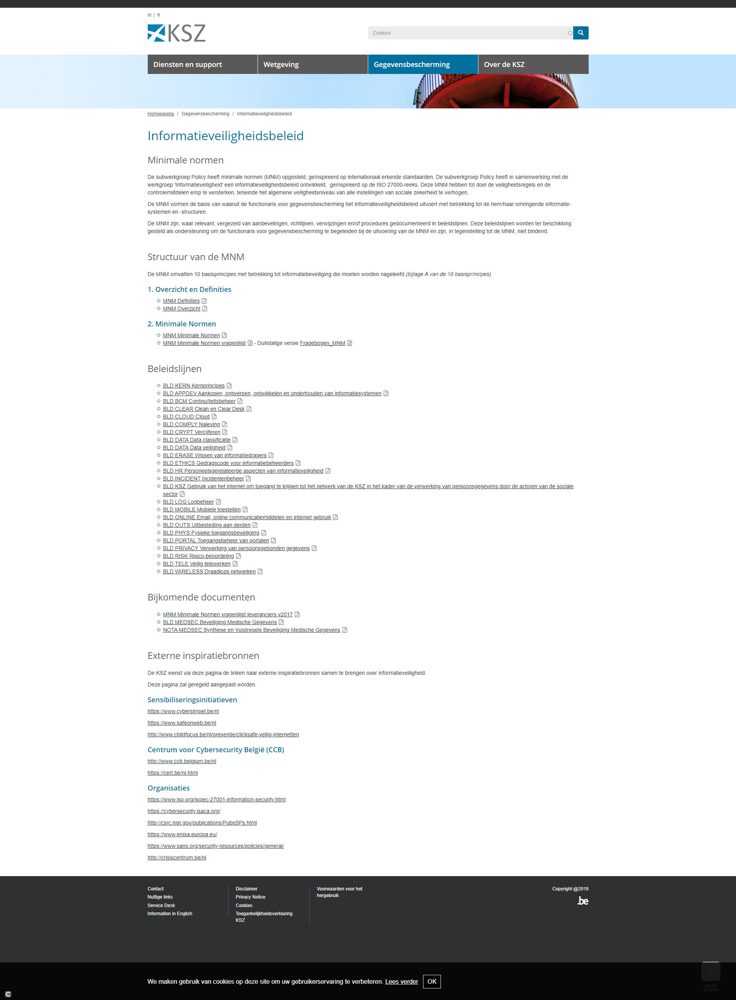 nl | fr
KSZ
Zoeken
Diensten en support
Wetgeving
Gegevensbescherming
Over de KSZ
Homepagina / Gegevensbescherming / Informatieveiligheidsbeleid
Informatieveiligheidsbeleid
Minimale normen
De subwerkgroep Policy heeft minimale normen (MNM) opgesteld, geïnspireerd op internationaal erkende standaarden. De subwerkgroep Policy heeft in samenwerking met de
werkgroep 'Informatieveiligheid' een informatieveiligheidsbeleid ontwikkeld, geïnspireerd op de ISO 27000-reeks. Deze MNM hebben tot doel de veiligheidsregels en de
controlemiddelen erop te versterken, teneinde het algemene veiligheidsniveau van alle instellingen van sociale zekerheid te verhogen.
De MNM vormen de basis van waaruit de functionaris voor gegevensbescherming het informatieveiligheidsbeleid uitvoert met betrekking tot de hem/haar omringende informatie-
systemen en -structuren.
De MNM zijn, waar relevant, vergezeld van aanbevelingen, richtlijnen, verwijzingen en/of procedures gedocumenteerd in beleidslijnen. Deze beleidslijnen worden ter beschikking
gesteld als ondersteuning om de functionaris voor gegevensbescherming te begeleiden bij de uitvoering van de MNM en zijn, in tegenstelling tot de MNM, niet bindend.
Structuur van de MNM
De MNM omvatten 10 basisprincipes met betrekking tot informatiebeveiliging die moeten worden nageleefd.(bijlage A van de 10 basisprincipes).
1. Overzicht en Definities
MNM Definities
MNM Overzicht
2. Minimale Normen
MNM Minimale Normen
MNM Minimale Normen vragenlijst - Duitstalige versie Fragebogen_MNM
Beleidslijnen
BLD KERN Kernprincipes
BLD APPDEV Aankopen, ontwerpen, ontwikkelen en onderhouden van informatiesystemen
BLD BCM Continuïteitsbeheer
BLD CLEAR Clean en Clear Desk
BLD CLOUD Cloud
BLD COMPLY Naleving
BLD CRYPT Vercijferen
BLD DATA Data classificatie
BLD DATA Data veiligheid
BLD ERASE Wissen van informatiedragers
BLD ETHICS Gedragscode voor informatiebeheerders
BLD HR Personeelsgerelateerde aspecten van informatieveiligheid
BLD INCIDENT Incidentenbeheer
BLD KSZ Gebruik van het internet om toegang te krijgen tot het netwerk van de KSZ in het kader van de verwerking van persoonsgegevens door de actoren van de sociale
sector
BLD LOG Logbeheer
BLD MOBILE Mobiele toestellen
BLD ONLINE Email, online communicatiemiddelen en internet gebruik
BLD OUTS Uitbesteding aan derden
BLD PHYS Fysieke toegangsbeveiliging
BLD PORTAL Toegangsbeheer van portalen
BLD PRIVACY Verwerking van persoonsgebonden gegevens
BLD RISK Risico-beoordeling
BLD TELE Veilig telewerken
BLD WIRELESS Draadloze netwerken
Bijkomende documenten
MNM Minimale Normen vragenlijst leveranciers v2017
BLD MEDSEC Beveiliging Medische Gegevens
NOTA MEDSEC Synthese en Vuistregels Beveiliging Medische Gegevens
Externe inspiratiebronnen
De KSZ wenst via deze pagina de linken naar externe inspiratiebronnen samen te brengen over informatieveiligheid.
Deze pagina zal geregeld aangepast worden.
Sensibiliseringsinitiatieven
https://www.cybersimpel.be/nl
https://www.safeonweb.be/nl
http://www.childfocus.be/nl/preventie/clicksafe-veilig-internetten
Centrum voor Cybersecurity België (CCB)
http://www.ccb.belgium.be/nl
https://cert.be/nl.html
Organisaties
https://www.iso.org/isoiec-27001-information-security.html
https://cybersecurity.isaca.org/
http://csrc.nist.gov/publications/PubsSPs.html
https://www.enisa.europa.eu/
https://www.sans.org/security-resources/policies/general/
http://crisiscentrum.be/nl
Contact
Nuttige links
Service Desk
Information in English
Disclaimer
Privacy Notice
Cookies
Toegankelijkheidsverklaring
KSZ
Voorwaarden voor het
hergebruik
Copyright @2019
.be
We maken gebruik van cookies op deze site om uw gebruikerservaring te verbeteren. Lees verder OK
NAAR
BOVEN
C